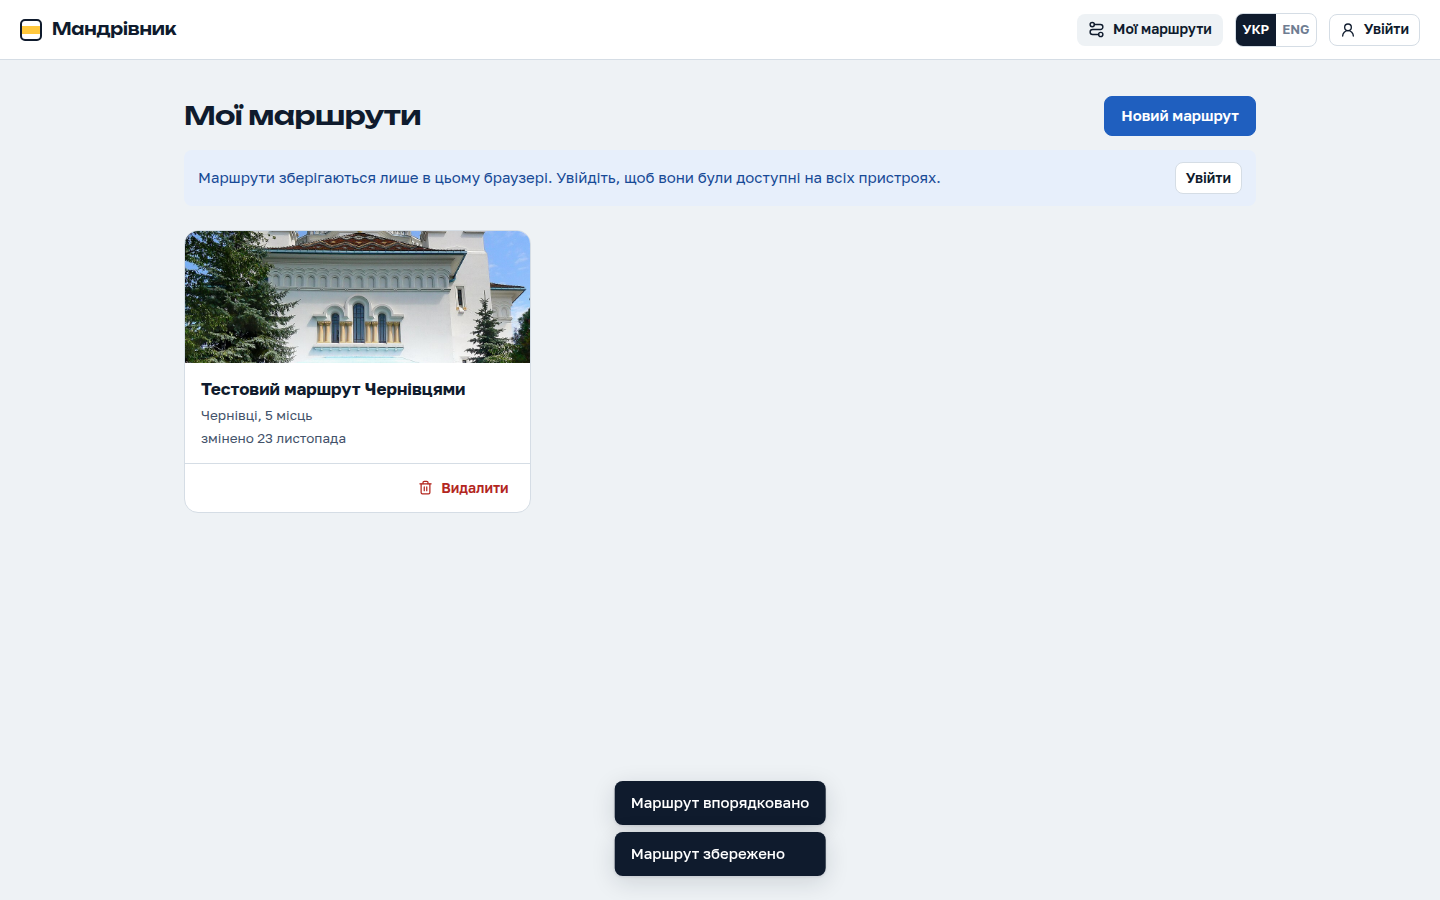 Мандрівник
Мої маршрути
УКР
ENG
Увійти
Мої маршрути
Новий маршрут
Маршрути зберігаються лише в цьому браузері. Увійдіть, щоб вони були доступні на всіх пристроях.
Увійти
Тестовий маршрут Чернівцями
Чернівці, 5 місць
змінено 23 листопада
Видалити
Маршрут впорядковано
Маршрут збережено